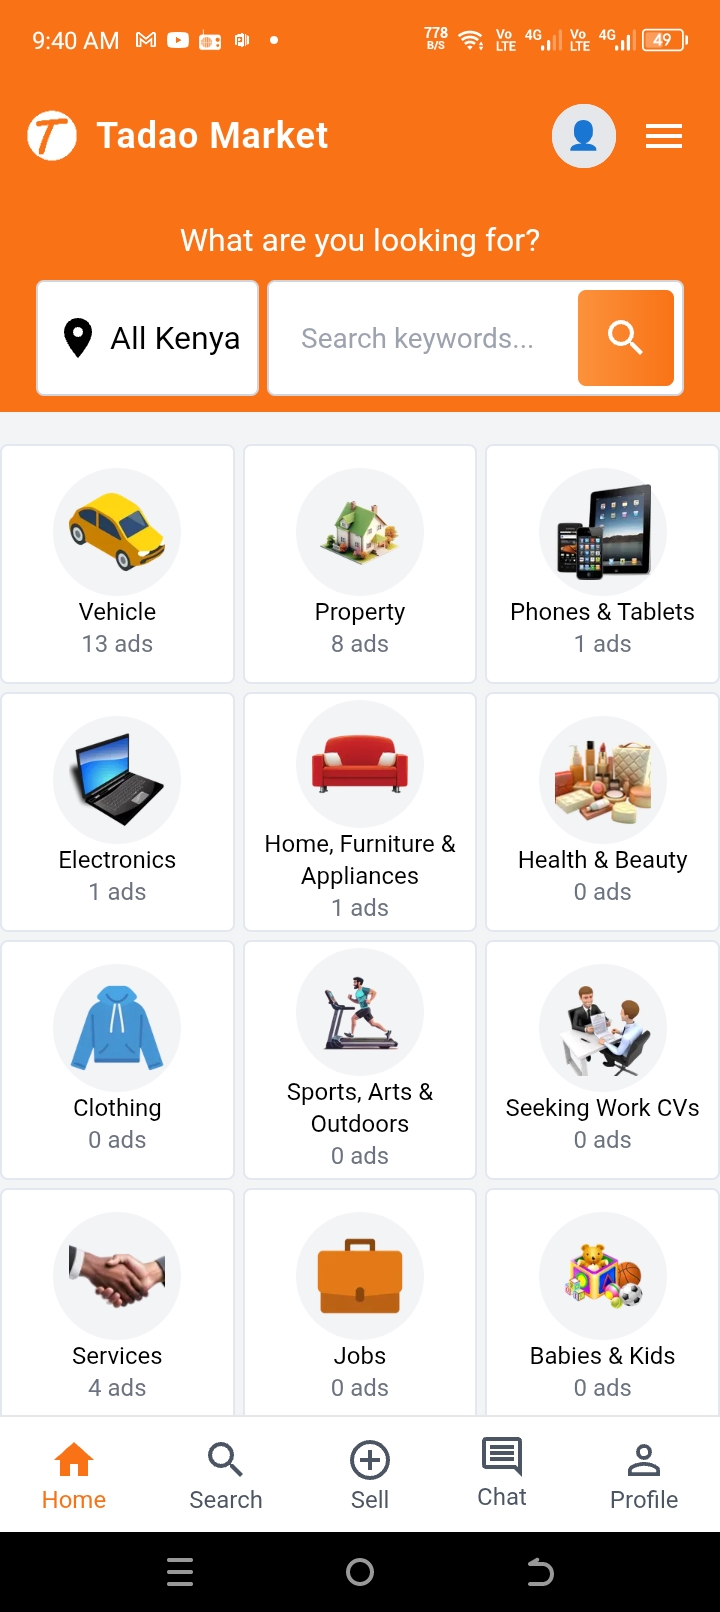 9:40 AM
778
B/S
Vo
LTE
4G
Vo
LTE
4G
49
T Tadao Market
What are you looking for?
All Kenya
Search keywords...
Vehicle
13 ads
Property
8 ads
Phones & Tablets
1 ads
Electronics
1 ads
Home, Furniture &
Appliances
1 ads
Health & Beauty
0 ads
Clothing
0 ads
Sports, Arts &
Outdoors
0 ads
Seeking Work CVs
0 ads
Services
4 ads
Jobs
0 ads
Babies & Kids
0 ads
Home
Search
Sell
Chat
Profile